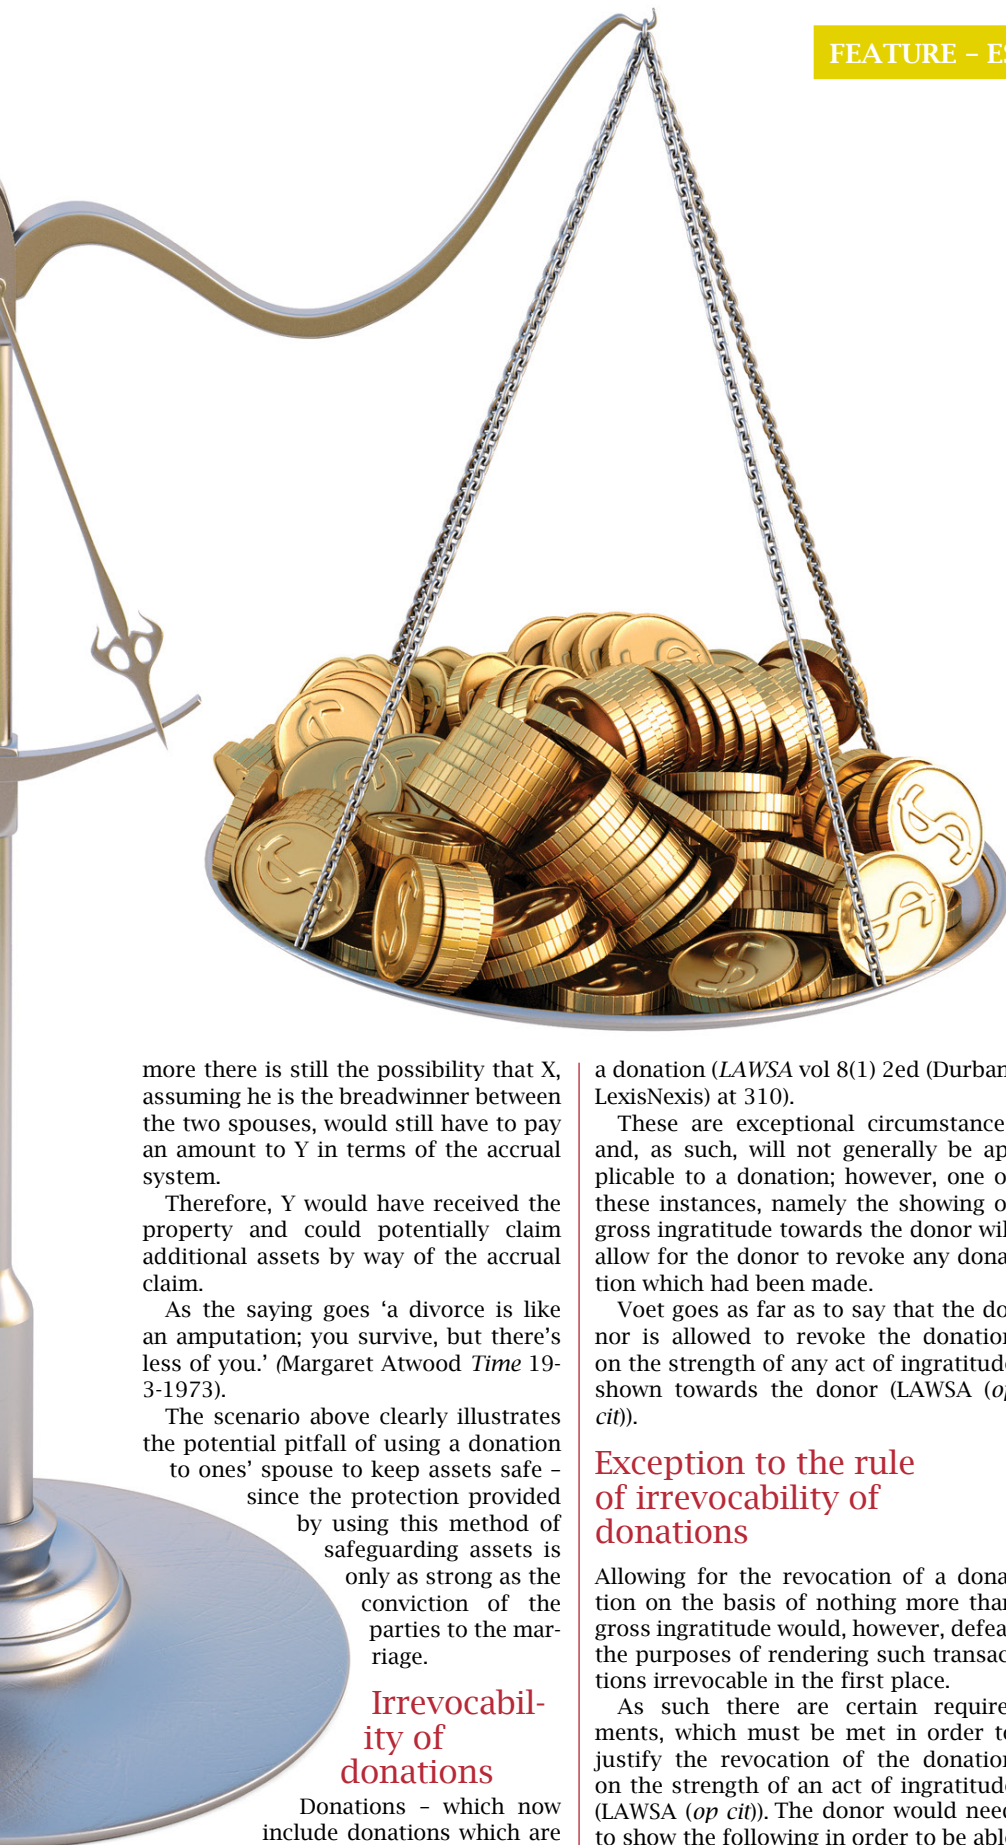 FEATURE – ES
more there is still the possibility that X,
assuming he is the breadwinner between
the two spouses, would still have to pay
an amount to Y in terms of the accrual
system.
Therefore, Y would have received the
property and could potentially claim
additional assets by way of the accrual
claim.
As the saying goes ‘a divorce is like
an amputation; you survive, but there’s
less of you.’ (Margaret Atwood Time 19-
3-1973).
The scenario above clearly illustrates
the potential pitfall of using a donation
to ones’ spouse to keep assets safe –
since the protection provided
by using this method of
safeguarding assets is
only as strong as the
conviction of the
parties to the mar-
riage.
Irrevocabil-
ity of
donations
Donations – which now
include donations which are
a donation (LAWSA vol 8(1) 2ed (Durban
LexisNexis) at 310).
These are exceptional circumstance
and, as such, will not generally be ap
plicable to a donation; however, one o
these instances, namely the showing o
gross ingratitude towards the donor wil
allow for the donor to revoke any dona
tion which had been made.
Voet goes as far as to say that the do
nor is allowed to revoke the donation
on the strength of any act of ingratitude
shown towards the donor (LAWSA (op
cit)).
Exception to the rule
of irrevocability of
donations
Allowing for the revocation of a dona
tion on the basis of nothing more than
gross ingratitude would, however, defea
the purposes of rendering such transac
tions irrevocable in the first place.
As such there are certain require
ments, which must be met in order to
justify the revocation of the donation
on the strength of an act of ingratitude
(LAWSA (op cit)). The donor would need
to show the following in order to be abl